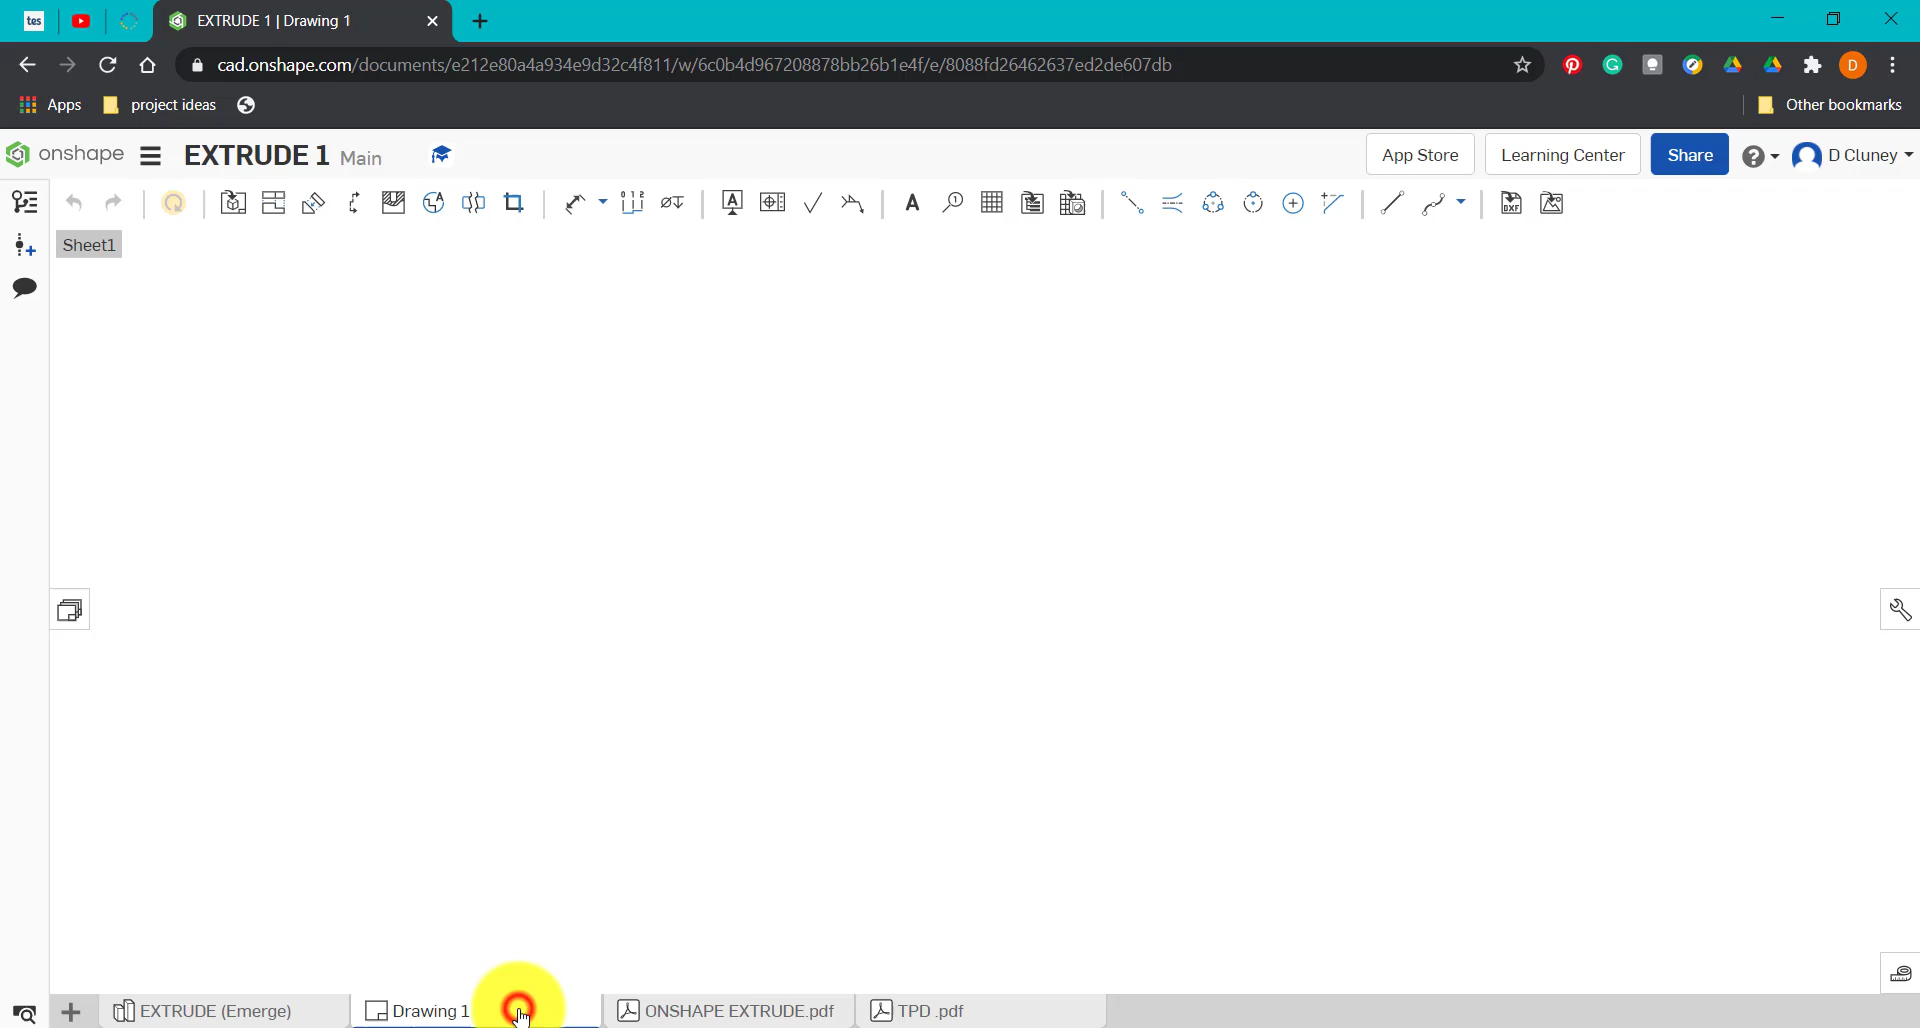 tes
EXTRUDE 1 | Drawing 1
cad.onshape.com/documents/e212e80a4a934e9d32c4f811/w/6c0b4d967208878bb26b1e4f/e/8088fd26462637ed2de607db
D
Apps
project ideas
Other bookmarks
onshape
EXTRUDE 1 Main
App Store
Learning Center
Share
D Cluney
Sheet1
EXTRUDE (Emerge)
Drawing 1
ONSHAPE EXTRUDE.pdf
TPD .pdf